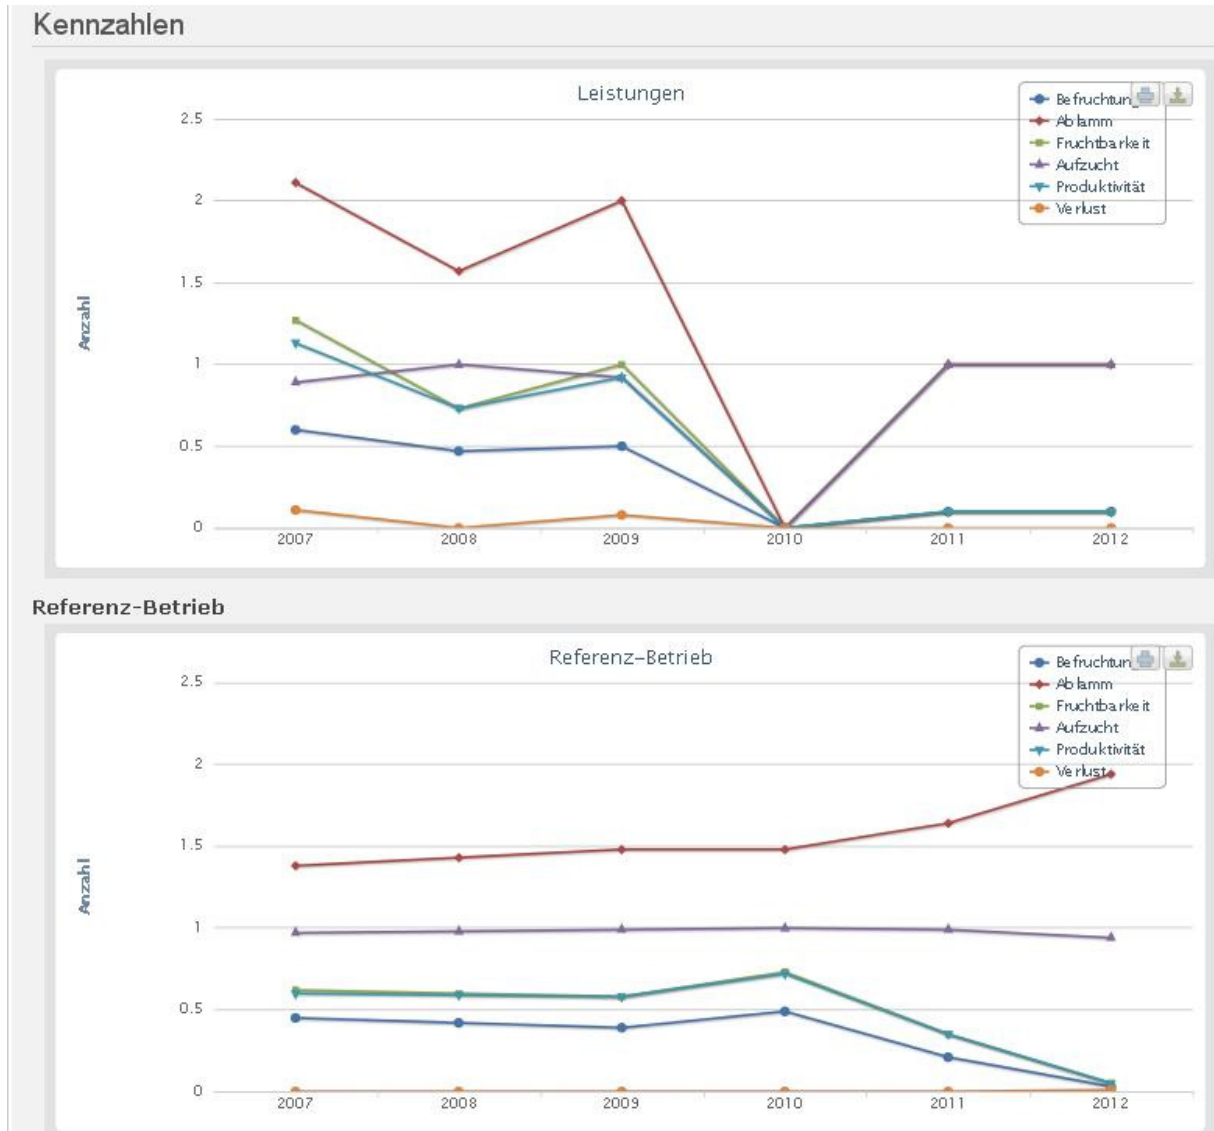 Kennzahlen
Leistungen
Anzahl
2.5
2
1.5
1
0.5
0
2007 2008 2009 2010 2011 2012
Ablamm
Fruchtbarkeit
Aufzucht
Produktivität
Verlust
Referenz-Betrieb
Referenz-Betrieb
Anzahl
2.5
2
1.5
1
0.5
0
2007 2008 2009 2010 2011 2012
Ablamm
Fruchtbarkeit
Aufzucht
Produktivität
Verlust